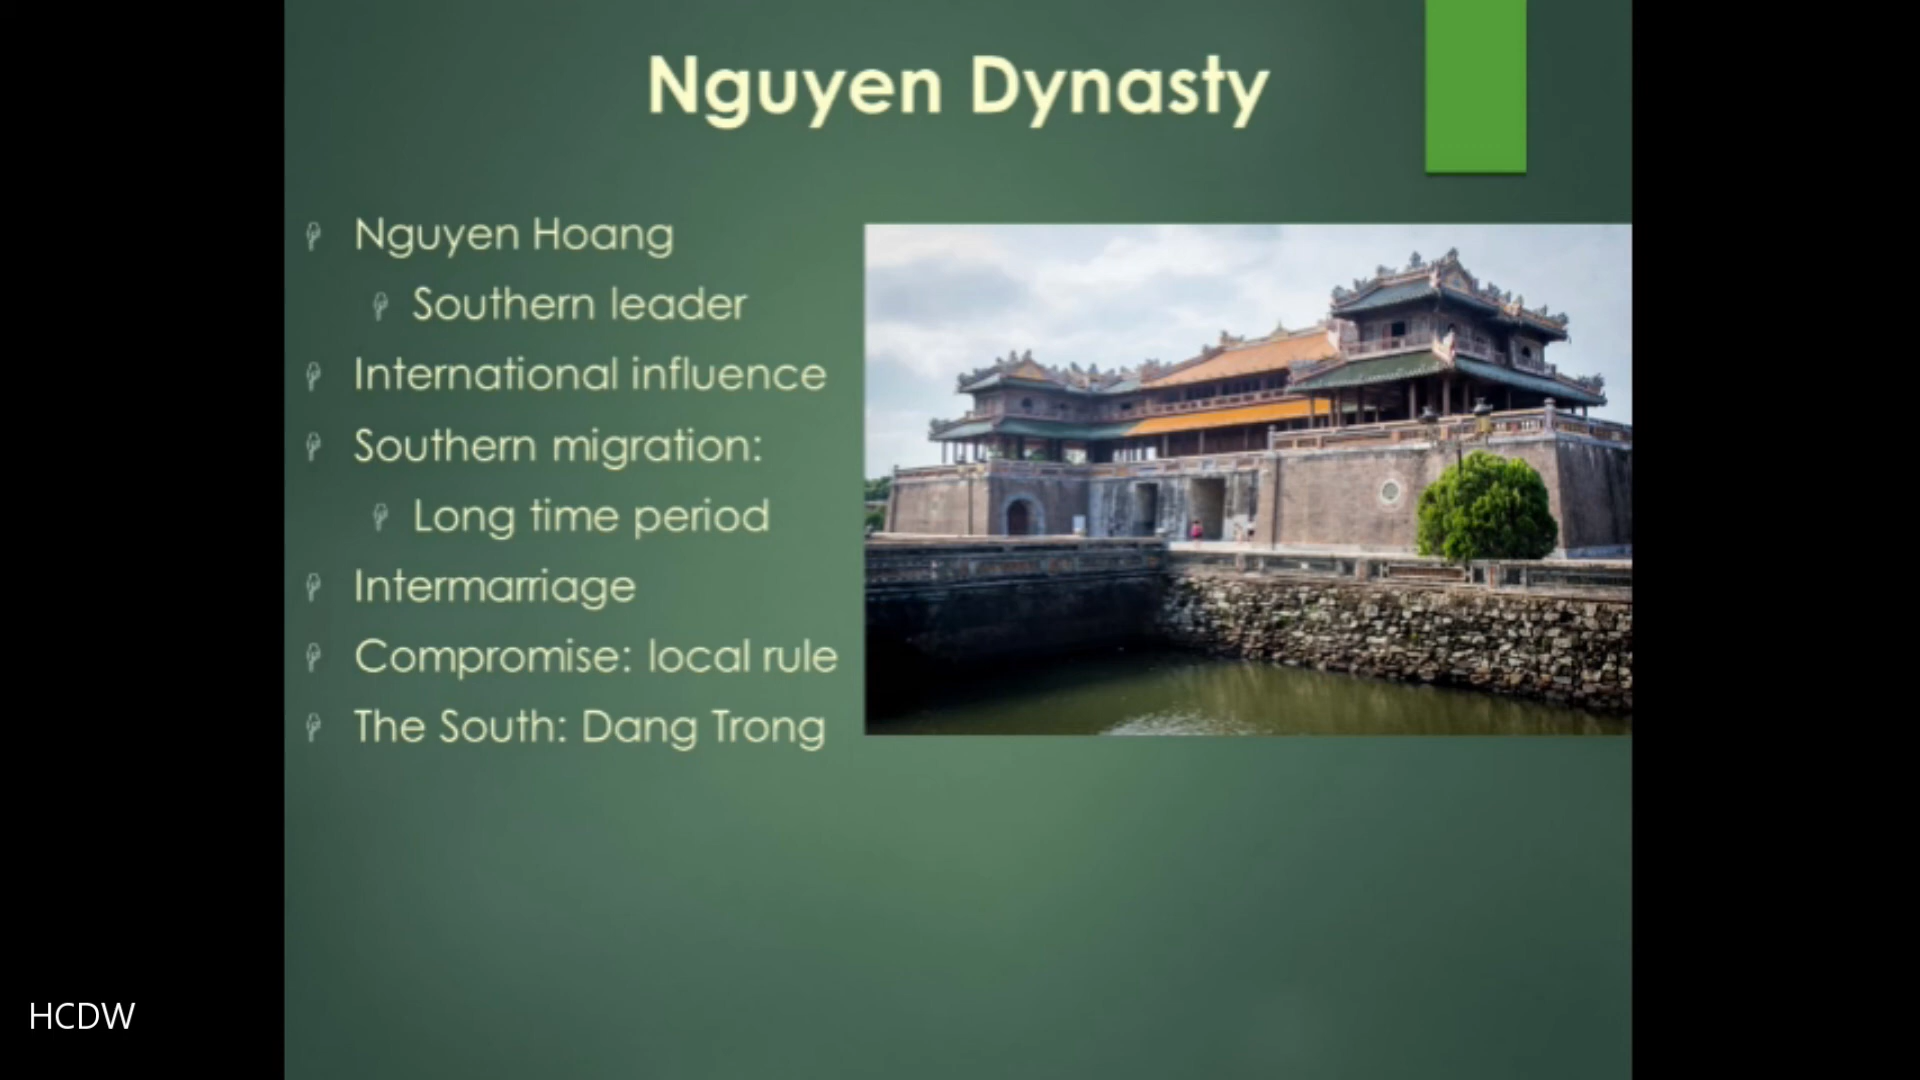 Nguyen Dynasty
Nguyen Hoang
Southern leader
International influence
Southern migration:
Long time period
Intermarriage
Compromise: local rule
The South: Dang Trong
HCDW